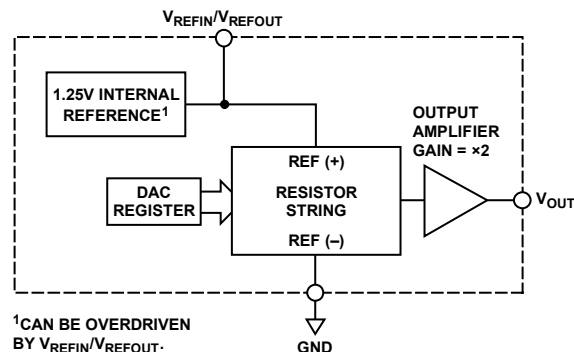 VREFIN/VREFOUT
1.25V INTERNAL
REFERENCE1
OUTPUT
AMPLIFIER
GAIN = ×2
REF (+)
DAC
REGISTER
RESISTOR
STRING
VOUT
REF (–)
1CAN BE OVERDRIVEN
BY VREFIN/VREFOUT.
GND